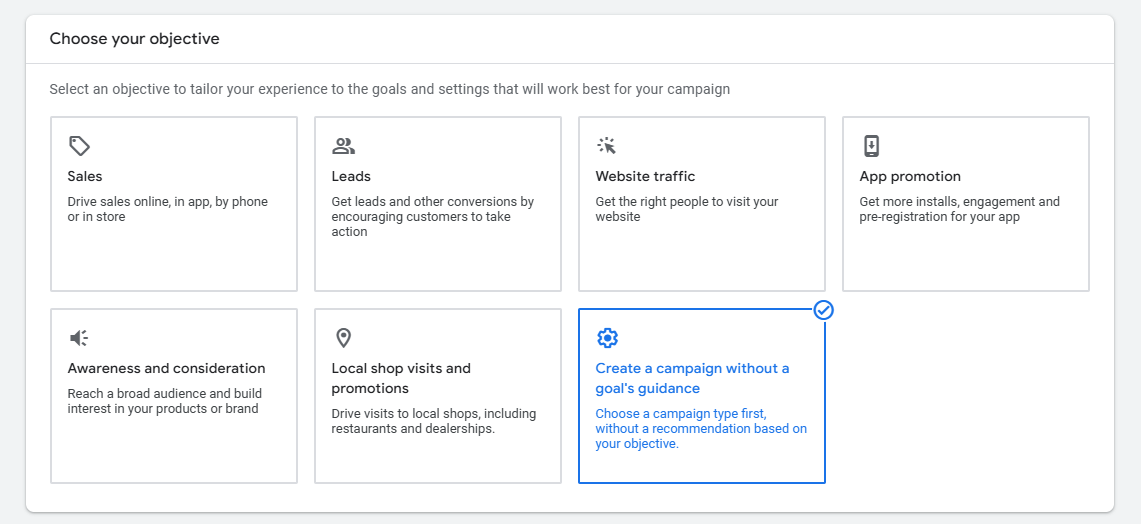 Choose your objective
Select an objective to tailor your experience to the goals and settings that will work best for your campaign
Sales
Drive sales online, in app, by phone
or in store
Leads
Get leads and other conversions by
encouraging customers to take
action
Website traffic
Get the right people to visit your
website
App promotion
Get more installs, engagement and
pre-registration for your app
Awareness and consideration
Reach a broad audience and build
interest in your products or brand
Local shop visits and
promotions
Drive visits to local shops, including
restaurants and dealerships.
Create a campaign without a
goal's guidance
Choose a campaign type first,
without a recommendation based on
your objective.